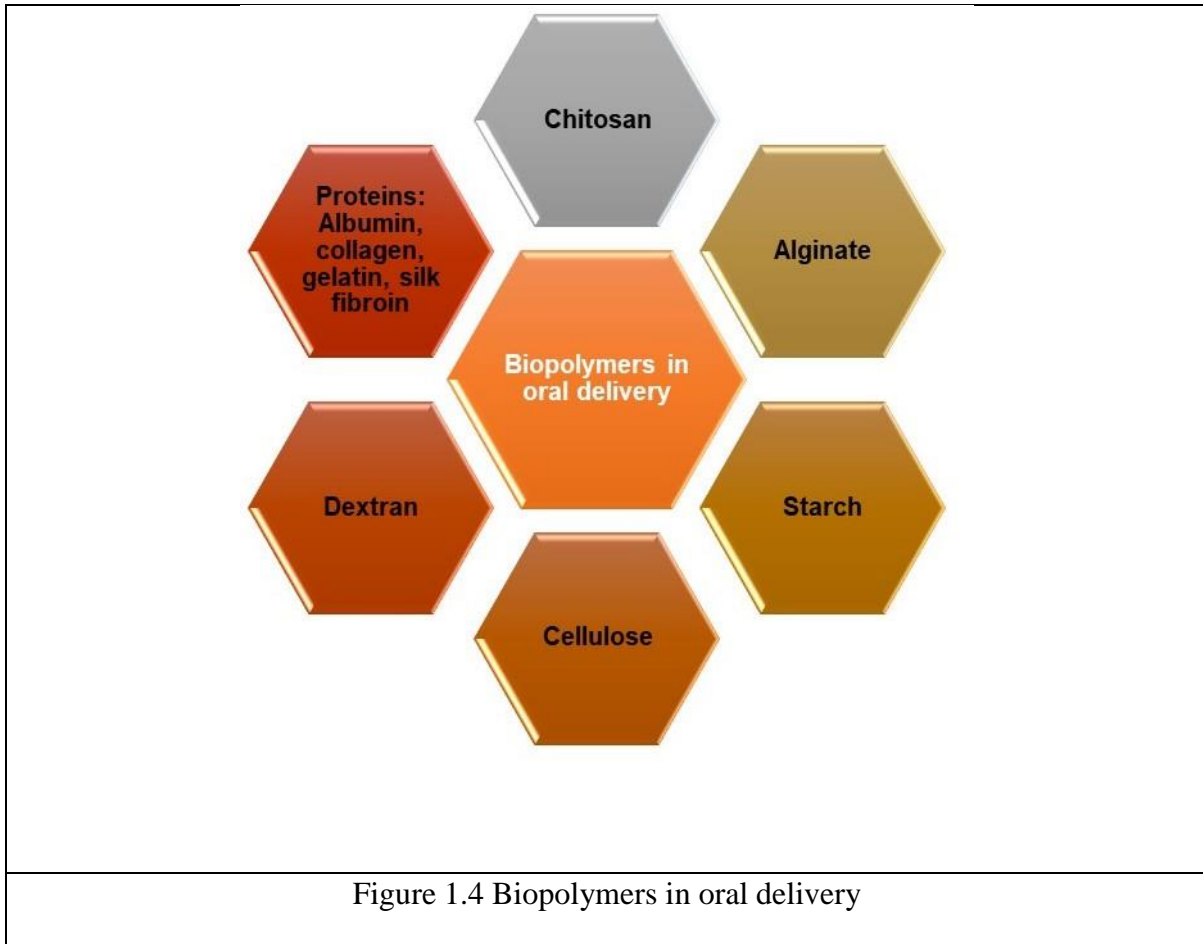 Chitosan
Proteins:
Albumin,
collagen,
gelatin, silk
fibroin
Alginate
Biopolymers in
oral delivery
Dextran
Starch
Cellulose
Figure 1.4 Biopolymers in oral delivery